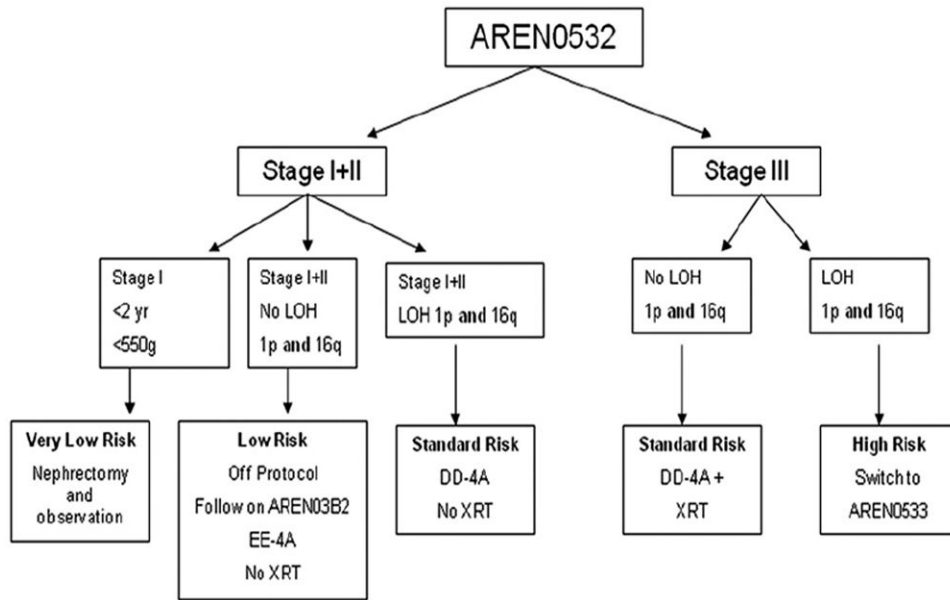 AREN0532
Stage I+II
Stage III
Stage I
<2 yr
<550g
Stage I+II
No LOH
1p and 16q
Stage I+II
LOH 1p and 16q
No LOH
1p and 16q
LOH
1p and 16q
Very Low Risk
Nephrectomy
and
observation
Low Risk
Off Protocol
Follow on AREN03B2
EE-4A
No XRT
Standard Risk
DD-4A
No XRT
Standard Risk
DD-4A +
XRT
High Risk
Switch to
AREN0533